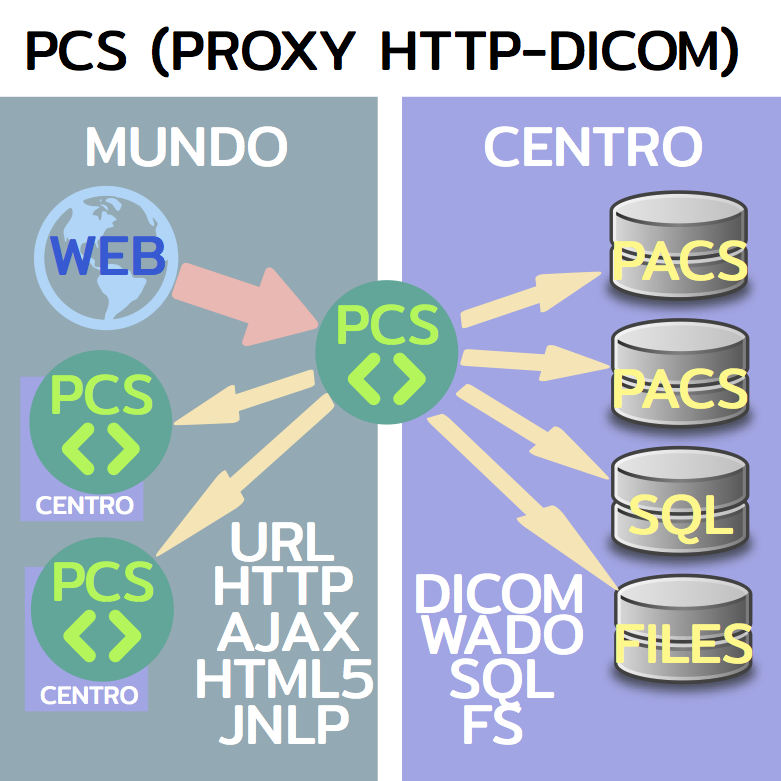 PCS (PROXY HTTP-DICOM)
MUNDO
WEB
PCS
<>
PCS
<>
CENTRO
PCS
<>
CENTRO
URL
HTTP
AJAX
HTML5
JNLP
CENTRO
PACS
PACS
SQL
FILES
DICOM
WADO
SQL
FS